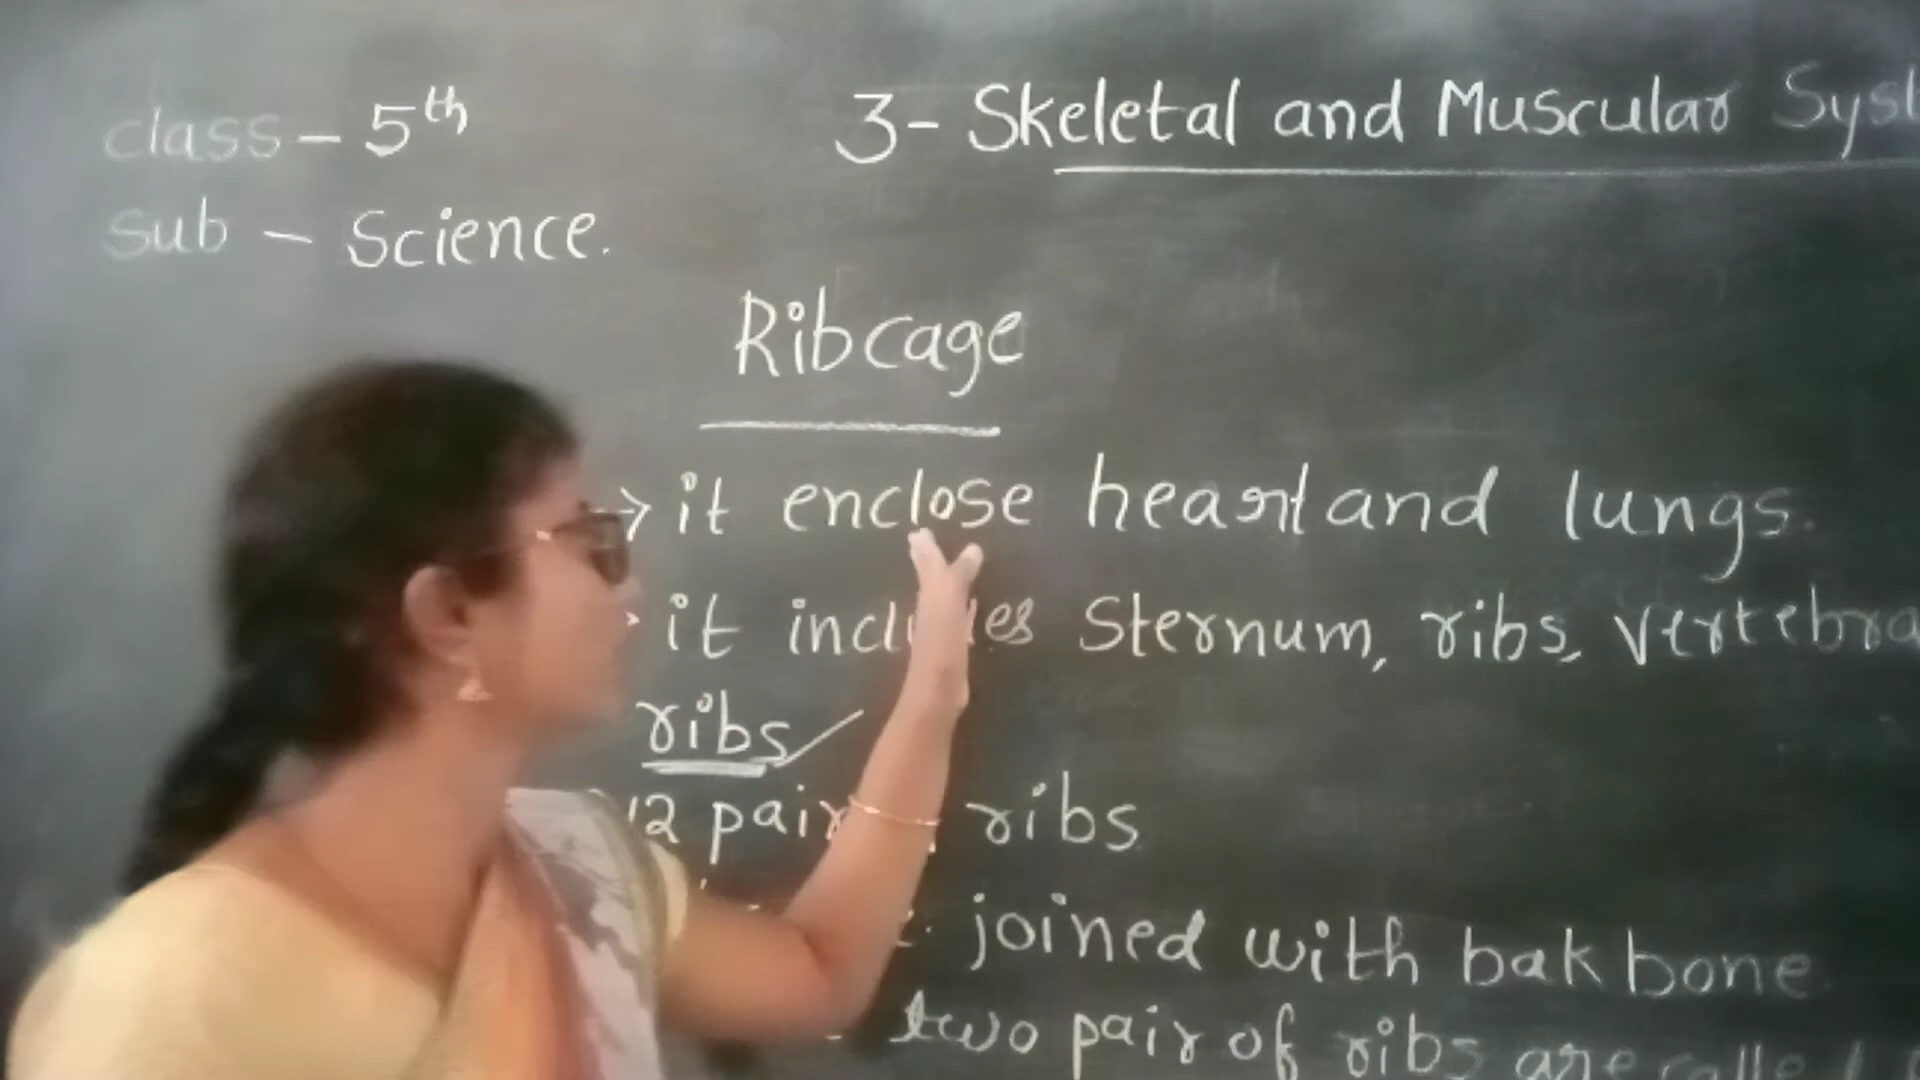 class - 5th
3- Skeletal and Muscular Syst
sub - Science.
Ribcage
→ it enclose heart and lungs.
it includes Sternum, ribs, vertebra
ribs
12 pair ribs
joined with bakbone
two pair of ribs are calle